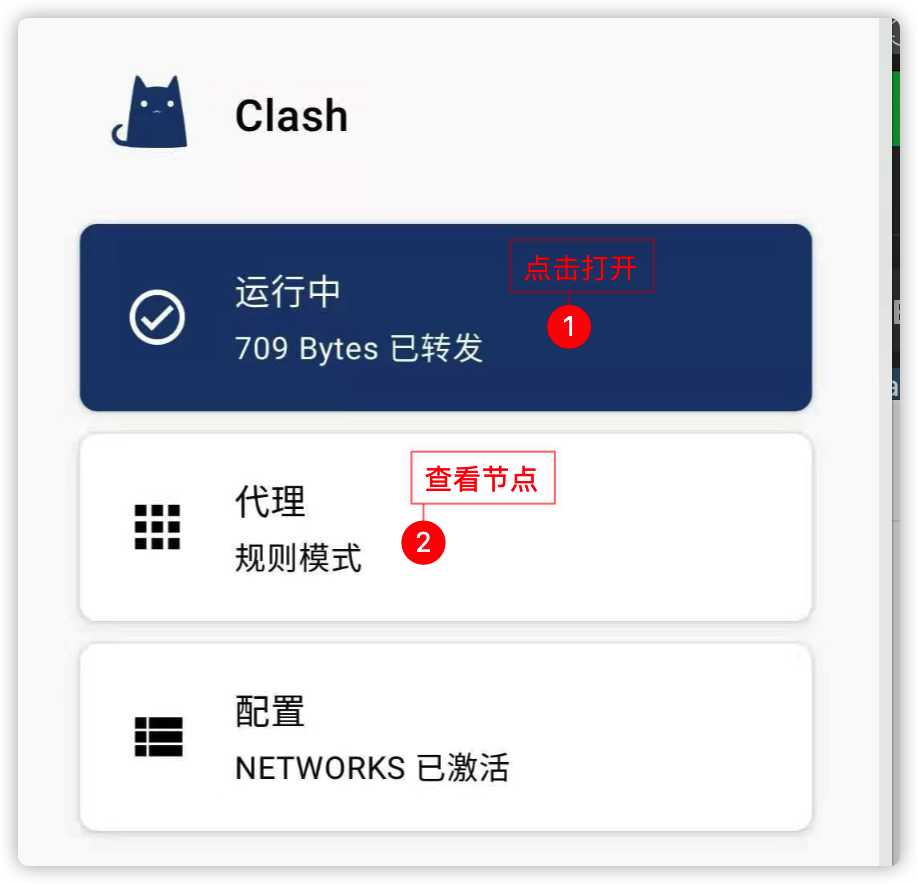 Clash
运行中
点击打开
709 Bytes 已转发
1
查看节点
代理
2
规则模式
配置
NETWORKS 已激活